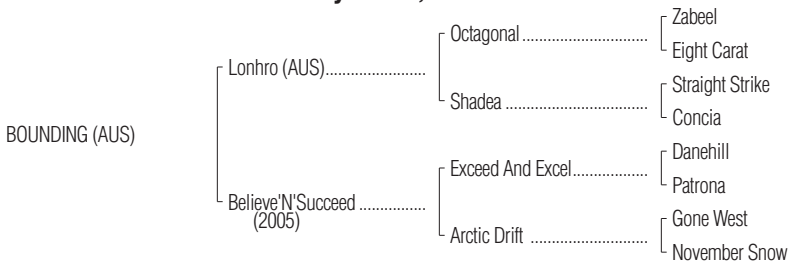 Zabeel
Octagonal
Eight Carat
Lonhro (AUS)
Straight Strike
Shadea
Concia
BOUNDING (AUS)
Danehill
Exceed And Excel
Patrona
Believe'N'Succeed
(2005)
Gone West
Arctic Drift
November Snow